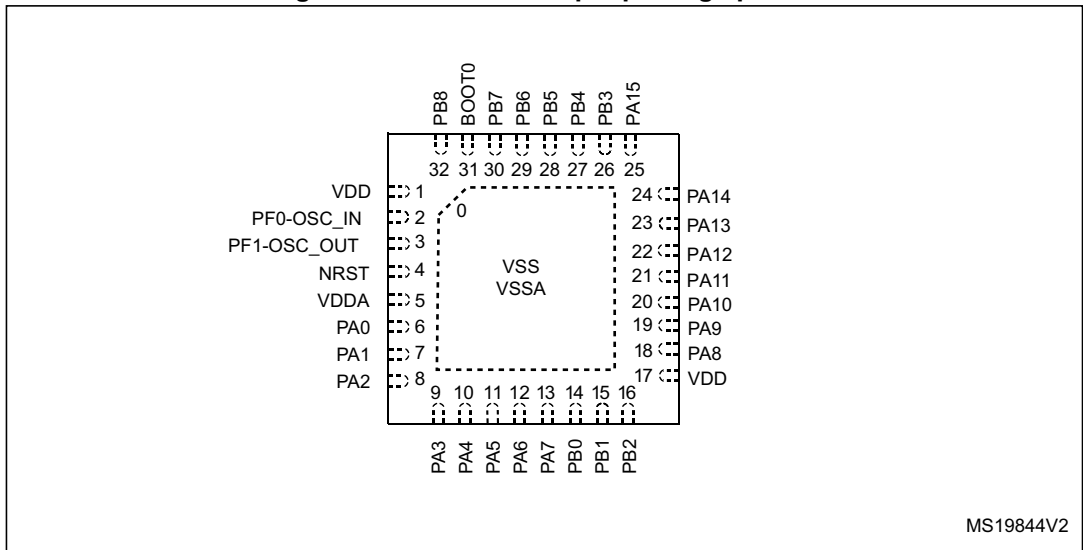 PB8
BOOT0
PB7
PB6
PB5
PB4
PB3
PA15
32 31 30 29 28 27 26 25
VDD 1
PF0-OSC_IN 2
PF1-OSC_OUT 3
NRST 4
VDDA 5
PA0 6
PA1 7
PA2 8
0
VSS
VSSA
24 PA14
23 PA13
22 PA12
21 PA11
20 PA10
19 PA9
18 PA8
17 VDD
9 10 11 12 13 14 15 16
PA3
PA4
PA5
PA6
PA7
PB0
PB1
PB2
MS19844V2